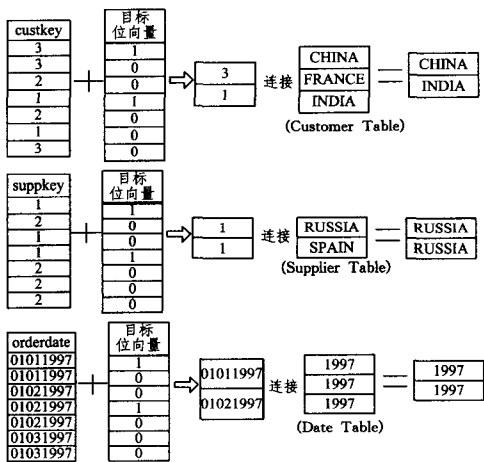 custkey
3
3
2
1
2
1
3
目标
位向量
1
0
0
1
0
0
0
3
1
连接
CHINA
FRANCE
INDIA
(Customer Table)
CHINA
INDIA
suppkey
1
2
1
1
2
2
2
目标
位向量
1
0
0
1
0
0
0
1
1
连接
RUSSIA
SPAIN
(Supplier Table)
RUSSIA
RUSSIA
orderdate
01011997
01011997
01021997
01021997
01021997
01031997
01031997
目标
位向量
1
0
0
1
0
0
0
01011997
01021997
连接
1997
1997
1997
(Date Table)
1997
1997